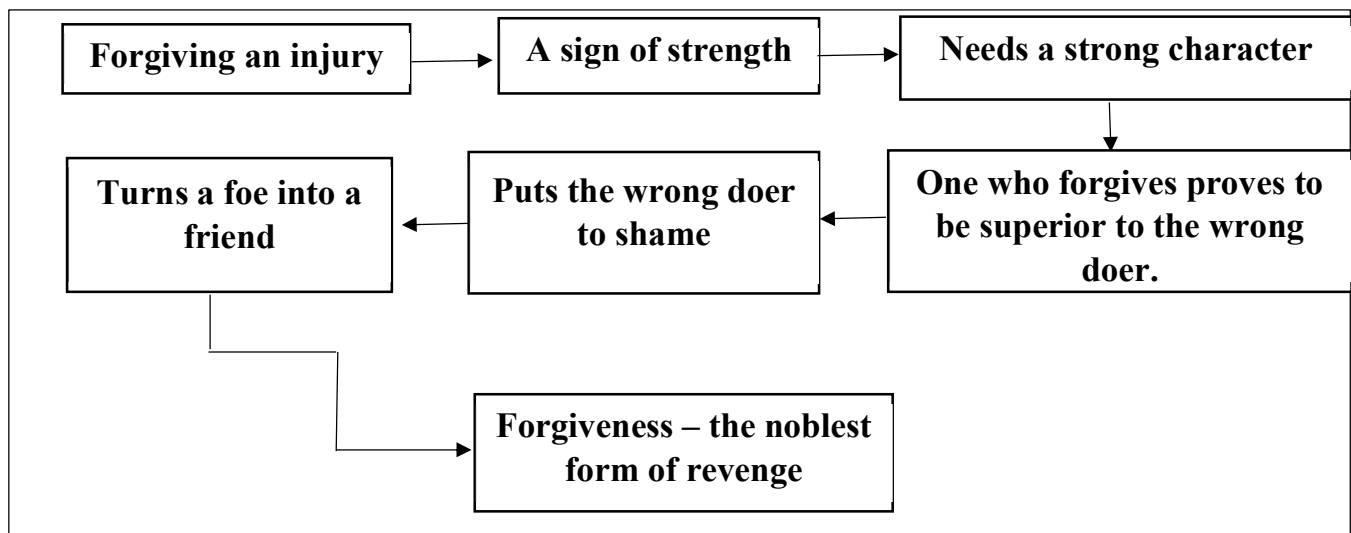 Forgiving an injury
A sign of strength
Needs a strong character
One who forgives proves to
be superior to the wrong
doer.
Puts the wrong doer
to shame
Turns a foe into a
friend
Forgiveness – the noblest
form of revenge